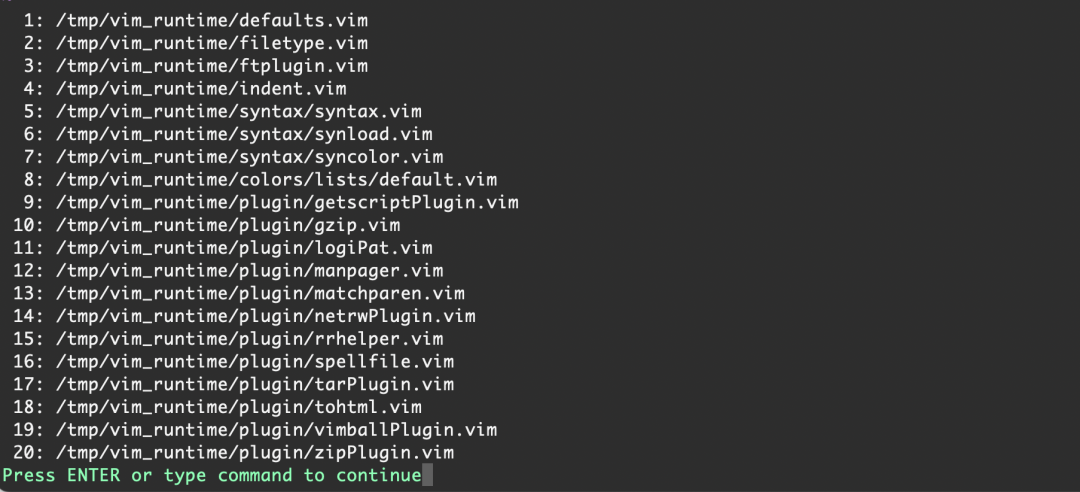 1: /tmp/vim_runtime/defaults.vim
2: /tmp/vim_runtime/filetype.vim
3: /tmp/vim_runtime/ftplugin.vim
4: /tmp/vim_runtime/indent.vim
5: /tmp/vim_runtime/syntax/syntax.vim
6: /tmp/vim_runtime/syntax/synload.vim
7: /tmp/vim_runtime/syntax/syncolor.vim
8: /tmp/vim_runtime/colors/lists/default.vim
9: /tmp/vim_runtime/plugin/getscriptPlugin.vim
10: /tmp/vim_runtime/plugin/gzip.vim
11: /tmp/vim_runtime/plugin/logiPat.vim
12: /tmp/vim_runtime/plugin/manpager.vim
13: /tmp/vim_runtime/plugin/matchparen.vim
14: /tmp/vim_runtime/plugin/netrwPlugin.vim
15: /tmp/vim_runtime/plugin/rrhelper.vim
16: /tmp/vim_runtime/plugin/spellfile.vim
17: /tmp/vim_runtime/plugin/tarPlugin.vim
18: /tmp/vim_runtime/plugin/tohtml.vim
19: /tmp/vim_runtime/plugin/vimballPlugin.vim
20: /tmp/vim_runtime/plugin/zipPlugin.vim
Press ENTER or type command to continue